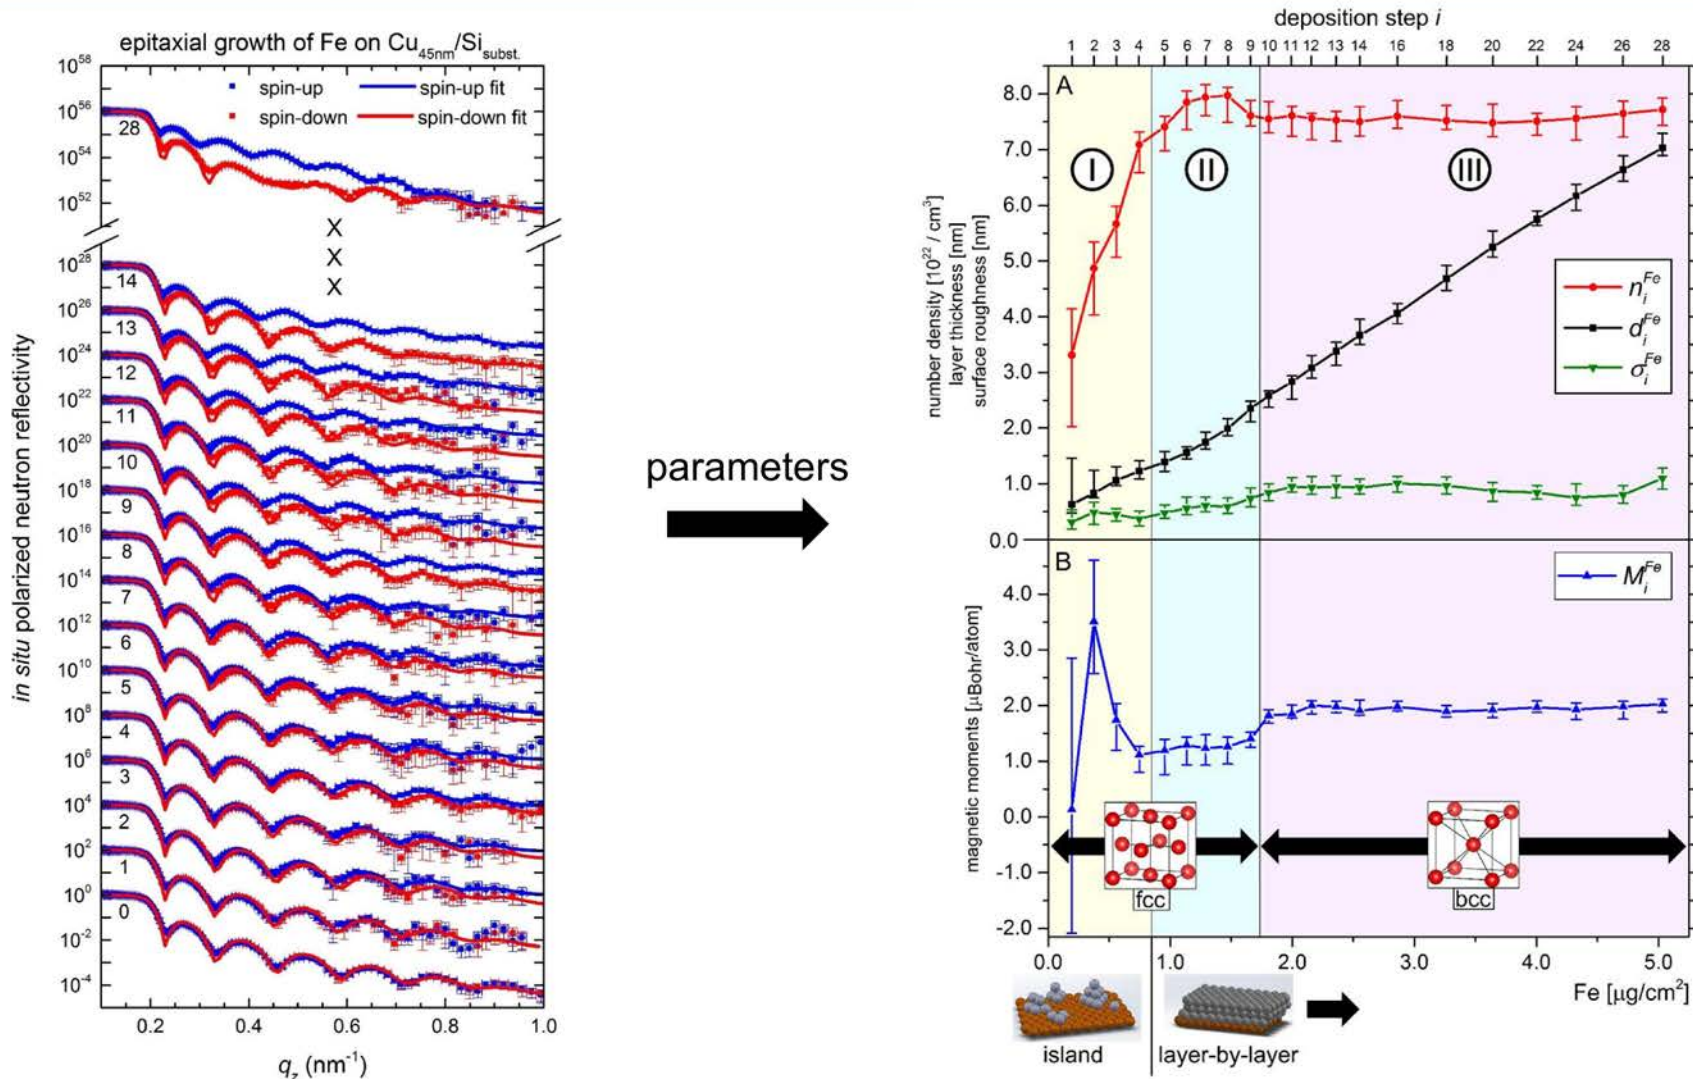 epitaxial growth of Fe on Cu45nm/Sisubst.
10^58
10^56
10^54
10^52
10^28
10^26
10^24
10^22
10^20
10^18
10^16
10^14
10^12
10^10
10^8
10^6
10^4
10^2
10^0
10^-2
10^-4
spin-up
spin-up fit
spin-down
spin-down fit
28
X
X
X
14
13
12
11
10
9
8
7
6
5
4
3
2
1
0
in situ polarized neutron reflectivity
0.2 0.4 0.6 0.8 1.0
qz (nm^-1)
parameters
deposition step i
1 2 3 4 5 6 7 8 9 10 11 12 13 14 16 18 20 22 24 26 28
A
I
II
III
8.0
7.0
6.0
5.0
4.0
3.0
2.0
1.0
0.0
number density [10^22 / cm^3]
layer thickness [nm]
surface roughness [nm]
n_i^Fe
d_i^Fe
σ_i^Fe
B
M_i^Fe
4.0
3.0
2.0
1.0
0.0
-1.0
-2.0
magnetic moments [μBohr/atom]
fcc
bcc
0.0 1.0 2.0 3.0 4.0 5.0
Fe [μg/cm^2]
island
layer-by-layer